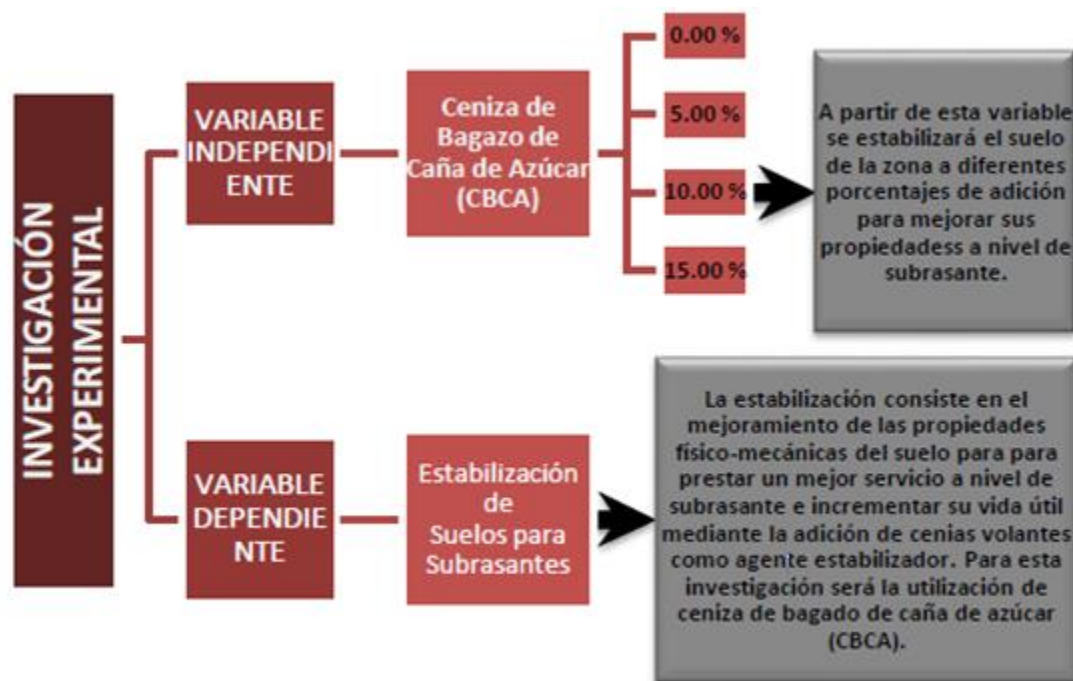 INVESTIGACIÓN
EXPERIMENTAL
VARIABLE
INDEPENDI
ENTE
Ceniza de
Bagazo de
Caña de Azúcar
(CBCA)
0.00 %
5.00 %
10.00 %
15.00 %
A partir de esta variable
se estabilizará el suelo
de la zona a diferentes
porcentajes de adición
para mejorar sus
propiedadess a nivel de
subrasante.
VARIABLE
DEPENDIE
NTE
Estabilización
de
Suelos para
Subrasantes
La estabilización consiste en el
mejoramiento de las propiedades
físico-mecánicas del suelo para para
prestar un mejor servicio a nivel de
subrasante e incrementar su vida útil
mediante la adición de cenias volantes
como agente estabilizador. Para esta
investigación será la utilización de
ceniza de bagado de caña de azúcar
(CBCA).